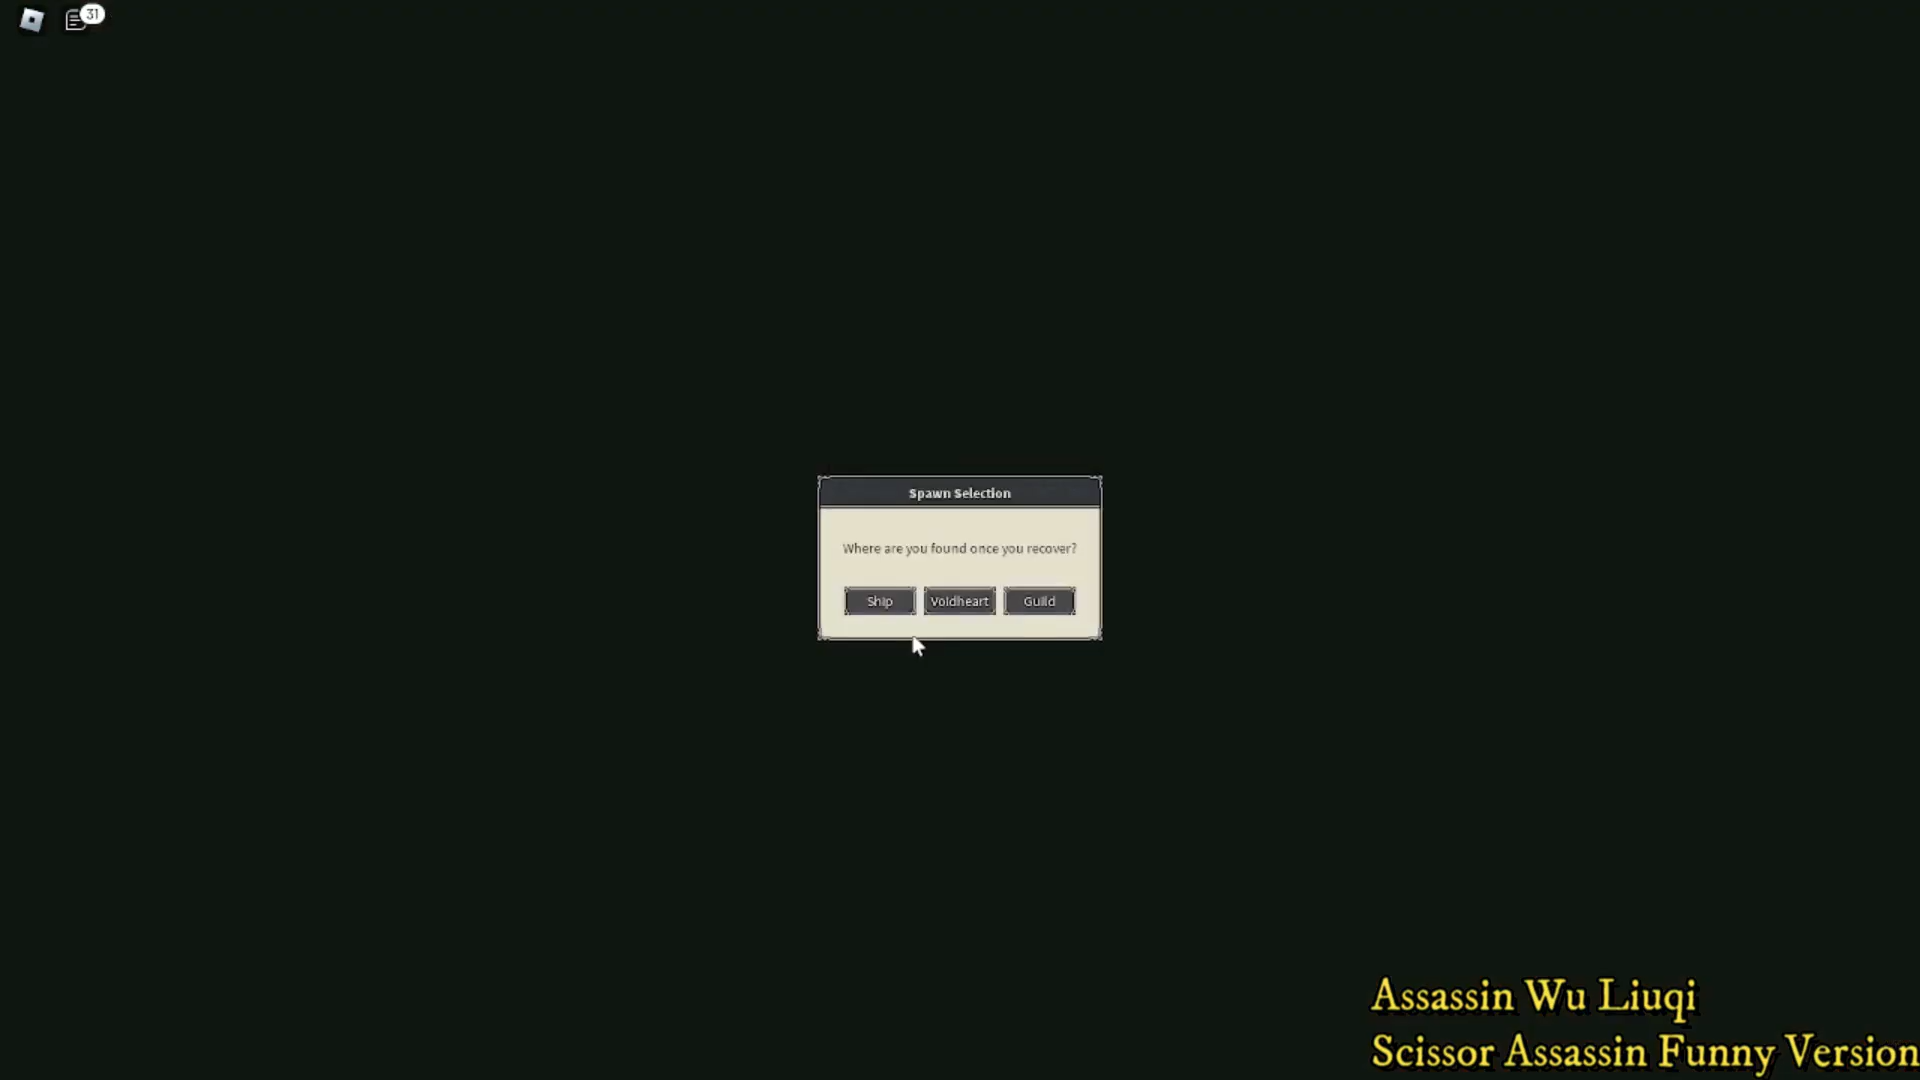 31
Spawn Selection
Where are you found once you recover?
Ship
Voidheart
Guild
Assassin Wu Liuqi
Scissor Assassin Funny Version